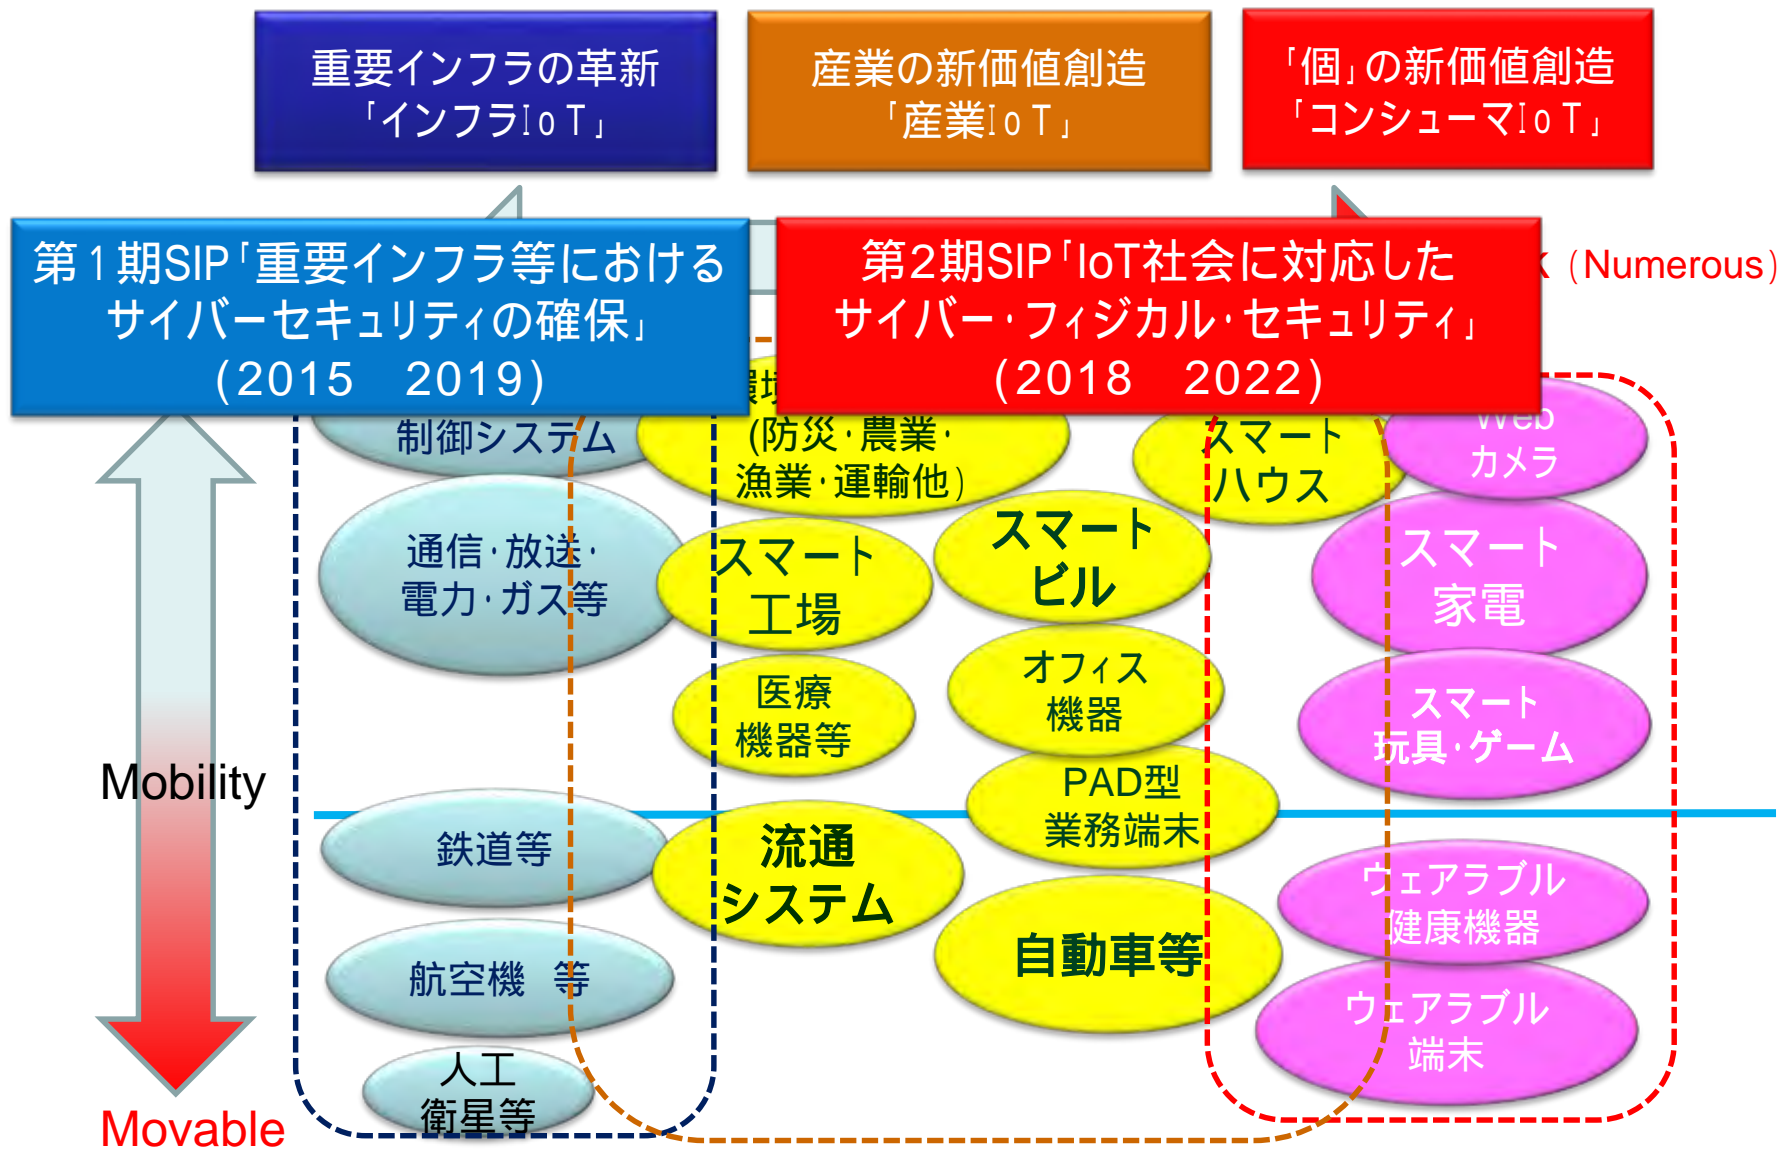 重要インフラの革新
「インフラIoT」
産業の新価値創造
「産業IoT」
「個」の新価値創造
「コンシューマIoT」
第1期SIP「重要インフラ等における
サイバーセキュリティの確保」
(2015 2019)
第2期SIP「IoT社会に対応した
サイバー・フィジカル・セキュリティ」
(2018 2022)
(Numerous)
制御システム
(防災・農業・
漁業・運輸他)
スマート
ハウス
Web
カメラ
通信・放送・
電力・ガス等
スマート
工場
スマート
ビル
スマート
家電
医療
機器等
オフィス
機器
スマート
玩具・ゲーム
Mobility
PAD型
業務端末
鉄道等
流通
システム
ウェアラブル
健康機器
航空機 等
自動車等
ウェアラブル
端末
人工
衛星等
Movable